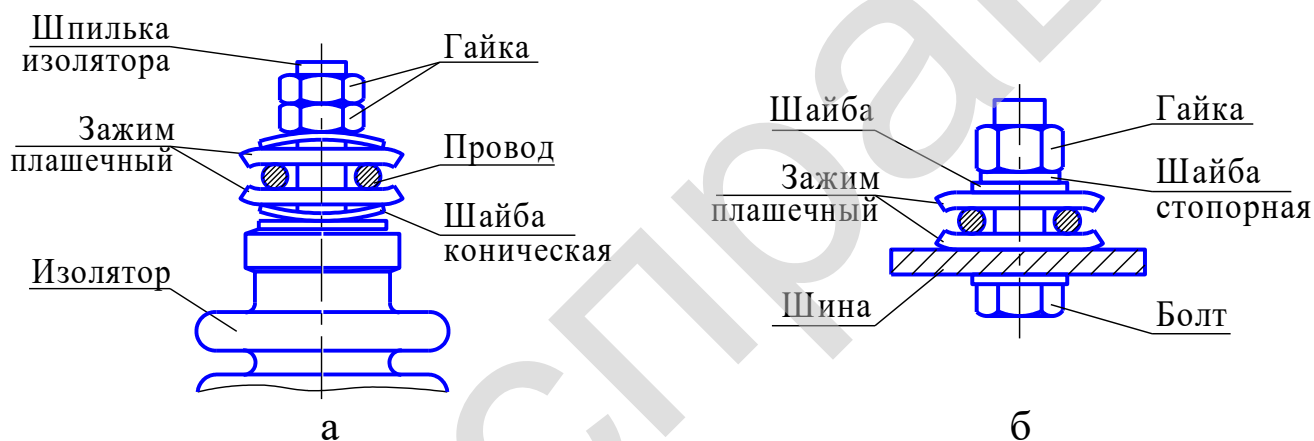 Шпилька
изолятора
Гайка
Зажим
плашечный
Провод
Шайба
коническая
Изолятор
а
Шайба
Гайка
Зажим
плашечный
Шайба
стопорная
Шина
Болт
б